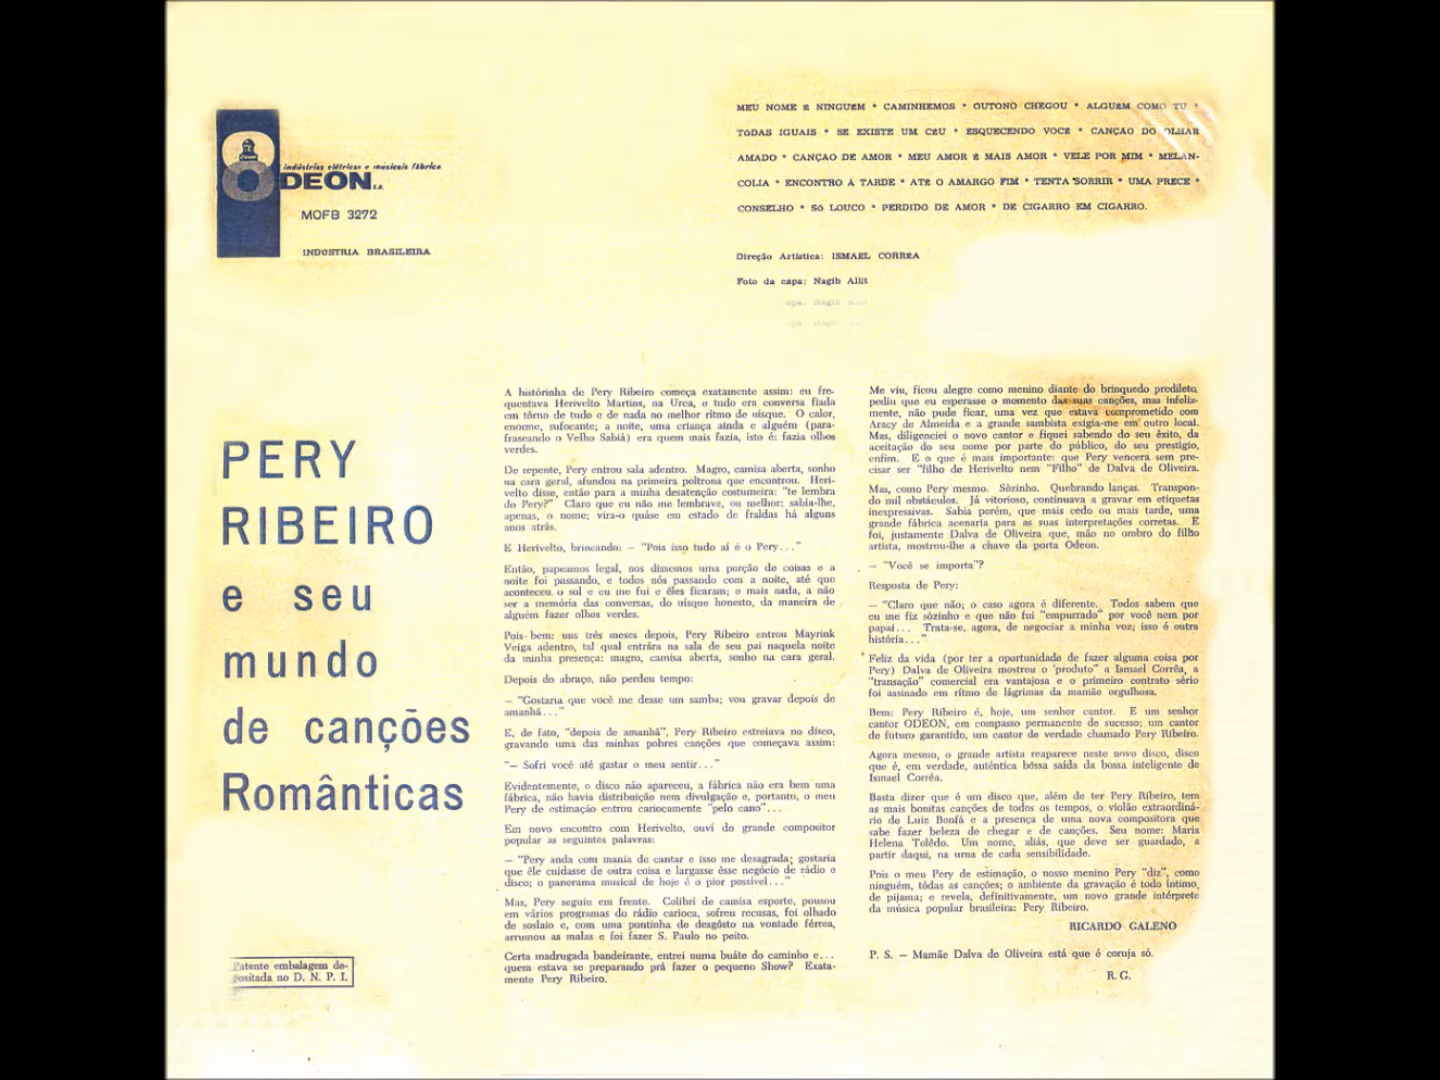 indústrias elétricas e musicais fábrica
ODEON S.A.
MOFB 3272
INDÚSTRIA BRASILEIRA
MEU NOME É NINGUÉM * CAMINHEMOS * OUTONO CHEGOU * ALGUÉM COMO TU *
TÔDAS IGUAIS * SE EXISTE UM CÉU * ESQUECENDO VOCÊ * CANÇÃO DO OLHAR
AMADO * CANÇÃO DE AMOR * MEU AMOR É MAIS AMOR * VELE POR MIM * MELAN-
COLIA * ENCONTRO À TARDE * ATÉ O AMARGO FIM * TENTA SORRIR * UMA PRECE *
CONSELHO * SÓ LOUCO * PERDIDO DE AMOR * DE CIGARRO EM CIGARRO.
Direção Artística: ISMAEL CORRÊA
Foto da capa: Nagib Allit
PERY
RIBEIRO
e seu
mundo
de canções
Românticas
Patente embalagem de-
positada no D. N. P. I.
A histórinha de Pery Ribeiro começa exatamente assim: eu fre-
quentava Herivelto Martins, na Urca, e tudo era conversa fiada
em tôrno de tudo e de nada no melhor ritmo de uisque. O calor,
enorme, sufocante; a noite, uma criança ainda e alguém (para-
fraseando o Velho Sabiá) era quem mais fazia, isto é: fazia olhos
verdes.
De repente, Pery entrou sala adentro. Magro, camisa aberta, sonho
na cara geral, afundou na primeira poltrona que encontrou. Heri-
velto disse, então para a minha desatenção costumeira: "te lembra
do Pery?" Claro que eu não me lembrava, ou melhor: sabia-lhe,
apenas, o nome; vira-o quáse em estado de fraldas há alguns
anos atrás.
E Herivelto, brincando: — "Pois isso tudo aí é o Pery..."
Então, papeamos legal, nos dissemos uma porção de coisas e a
noite foi passando, e todos nós passando com a noite, até que
aconteceu o sol e eu me fui e êles ficaram; e mais nada, a não
ser a memória das conversas, do uisque honesto, da maneira de
alguém fazer olhos verdes.
Pois bem: uns três meses depois, Pery Ribeiro entrou Mayrink
Veiga adentro, tal qual entrára na sala de seu pai naquela noite
da minha presença: magro, camisa aberta, sonho na cara geral.
Depois do abraço, não perdeu tempo:
— "Gostaria que você me desse um samba; vou gravar depois de
amanhã..."
E, de fato, "depois de amanhã", Pery Ribeiro estreiava no disco,
gravando uma das minhas pobres canções que começava assim:
"— Sofri você até gastar o meu sentir..."
Evidentemente, o disco não apareceu, a fábrica não era bem uma
fábrica, não havia distribuição nem divulgação e, portanto, o meu
Pery de estimação entrou cariocamente "pelo cano"...
Em novo encontro com Herivelto, ouví do grande compositor
popular as seguintes palavras:
— "Pery anda com mania de cantar e isso me desagrada; gostaria
que êle cuidasse de outra coisa e largasse êsse negócio de rádio e
disco; o panorama musical de hoje é o pior possível..."
Mas, Pery seguiu em frente. Colibri de camisa esporte, pousou
em vários programas do rádio carioca, sofreu recusas, foi olhado
de soslaio e, com uma pontinha de desgôsto na vontade férrea,
arrumou as malas e foi fazer S. Paulo no peito.
Certa madrugada bandeirante, entrei numa buáte do caminho e...
quem estava se preparando prá fazer o pequeno Show? Exata-
mente Pery Ribeiro.
Me viu, ficou alegre como menino diante do brinquedo predileto,
pediu que eu esperasse o momento das suas canções, mas infeliz-
mente, não pude ficar, uma vez que estava comprometido com
Aracy de Almeida e a grande sambista exigia-me em outro local.
Mas, diligenciei o novo cantor e fiquei sabendo do seu êxito, da
aceitação do seu nome por parte do público, do seu prestígio,
enfim. E o que é mais importante: que Pery vencera sem pre-
cisar ser "filho de Herivelto nem "Filho" de Dalva de Oliveira.
Mas, como Pery mesmo. Sòzinho. Quebrando lanças. Transpon-
do mil obstáculos. Já vitorioso, continuava a gravar em etiquetas
inexpressivas. Sabia porém, que mais cedo ou mais tarde, uma
grande fábrica acenaria para as suas interpretações corretas. E
foi, justamente Dalva de Oliveira que, mão no ombro do filho
artista, mostrou-lhe a chave da porta Odeon.
— "Você se importa"?
Resposta de Pery:
— "Claro que não; o caso agora é diferente. Todos sabem que
eu me fiz sòzinho e que não fui "empurrado" por você nem por
papai... Trata-se, agora, de negociar a minha voz; isso é outra
história..."
Feliz da vida (por ter a oportunidade de fazer alguma coisa por
Pery) Dalva de Oliveira mostrou o 'produto" a Ismael Corrêa, a
"transação" comercial era vantajosa e o primeiro contrato sério
foi assinado em ritmo de lágrimas da mamãe orgulhosa.
Bem: Pery Ribeiro é, hoje, um senhor cantor. E um senhor
cantor ODEON, em compasso permanente de sucesso; um cantor
de futuro garantido, um cantor de verdade chamado Pery Ribeiro.
Agora mesmo, o grande artista reaparece neste novo disco, disco
que é, em verdade, autêntica bóssa saída da bossa inteligente de
Ismael Corrêa.
Basta dizer que é um disco que, além de ter Pery Ribeiro, tem
as mais bonitas canções de todos os tempos, o violão extraordiná-
rio de Luiz Bonfá e a presença de uma nova compositora que
sabe fazer beleza de chegar e de canções. Seu nome: Maria
Helena Tolêdo. Um nome, aliás, que deve ser guardado, a
partir daqui, na urna de cada sensibilidade.
Pois o meu Pery de estimação, o nosso menino Pery "diz", como
ninguém, tôdas as canções; o ambiente da gravação é todo íntimo,
de pijama; e revela, definitivamente, um novo grande intérprete
da música popular brasileira: Pery Ribeiro.
RICARDO GALENO
P. S. — Mamãe Dalva de Oliveira está que é coruja só.
R. G.